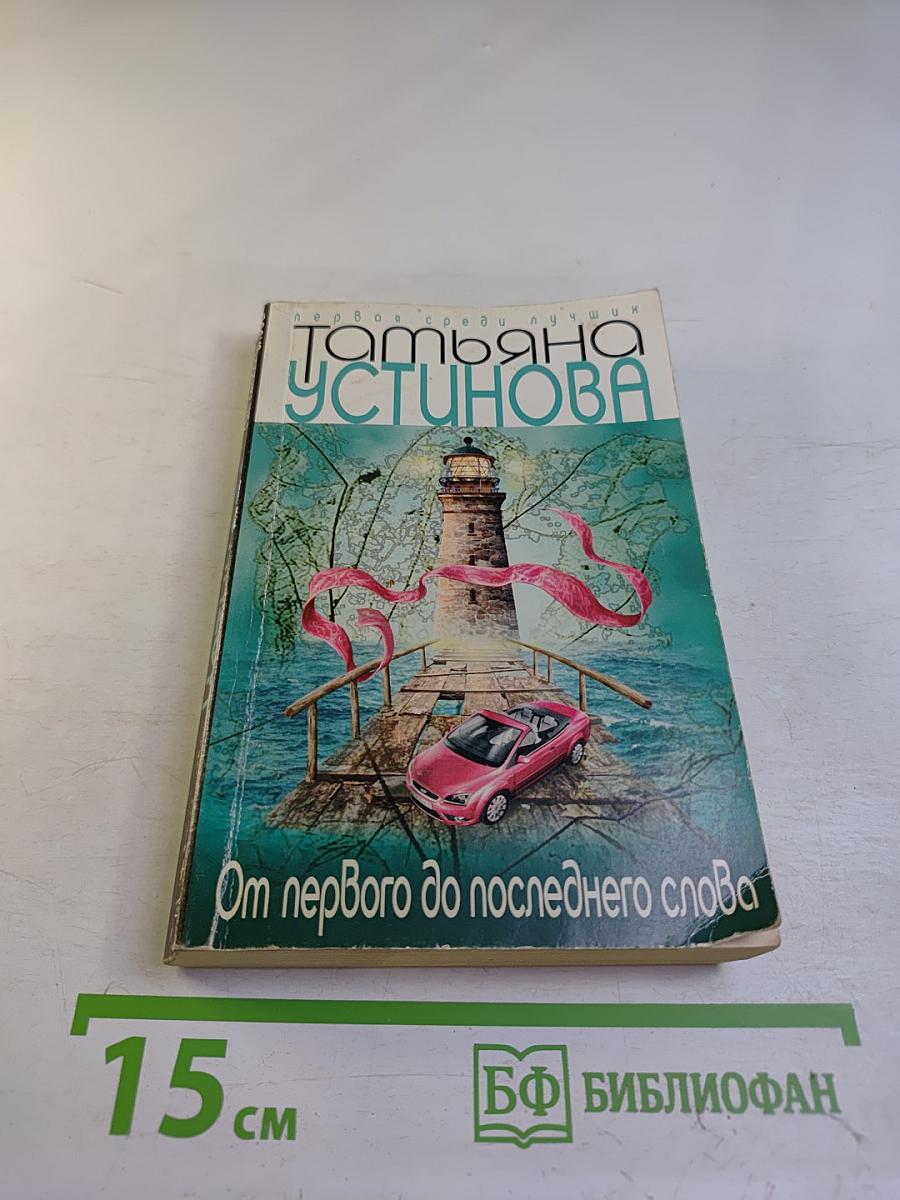 первая среди лучших
Татьяна
УСТИНОВА
От первого до последнего слова
15 см
БФ БИБЛИОФАН